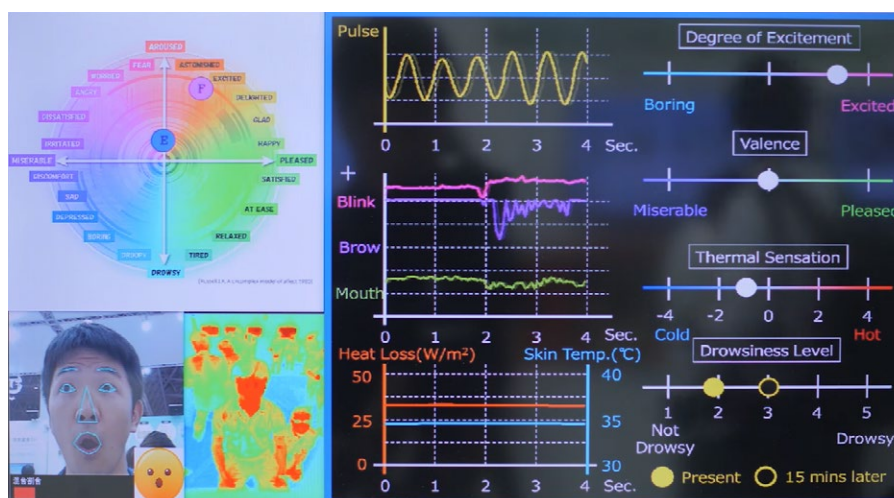 AROUSED
FEAR
ASTONISHED
EXCITED
ANGRY
DELIGHTED
DISSATISFIED
GLAD
IRRITATED
HAPPY
MISERABLE
PLEASED
DISCOMFORT
SATISFIED
SAD
DEPRESSED
AT EASE
BORING
RELAXED
DROOPY
TIRED
DROWSY
F
E
Pulse
0 1 2 3 4 Sec.
+
Blink
Brow
Mouth
0 1 2 3 4 Sec.
Heat Loss(W/m²) Skin Temp.(℃)
50 40
25 35
0 30
0 1 2 3 4 Sec.
Degree of Excitement
Boring Excited
Valence
Miserable Pleased
Thermal Sensation
-4 -2 0 2 4
Cold Hot
Drowsiness Level
1 2 3 4 5
Not Drowsy
Drowsy
Present 15 mins later